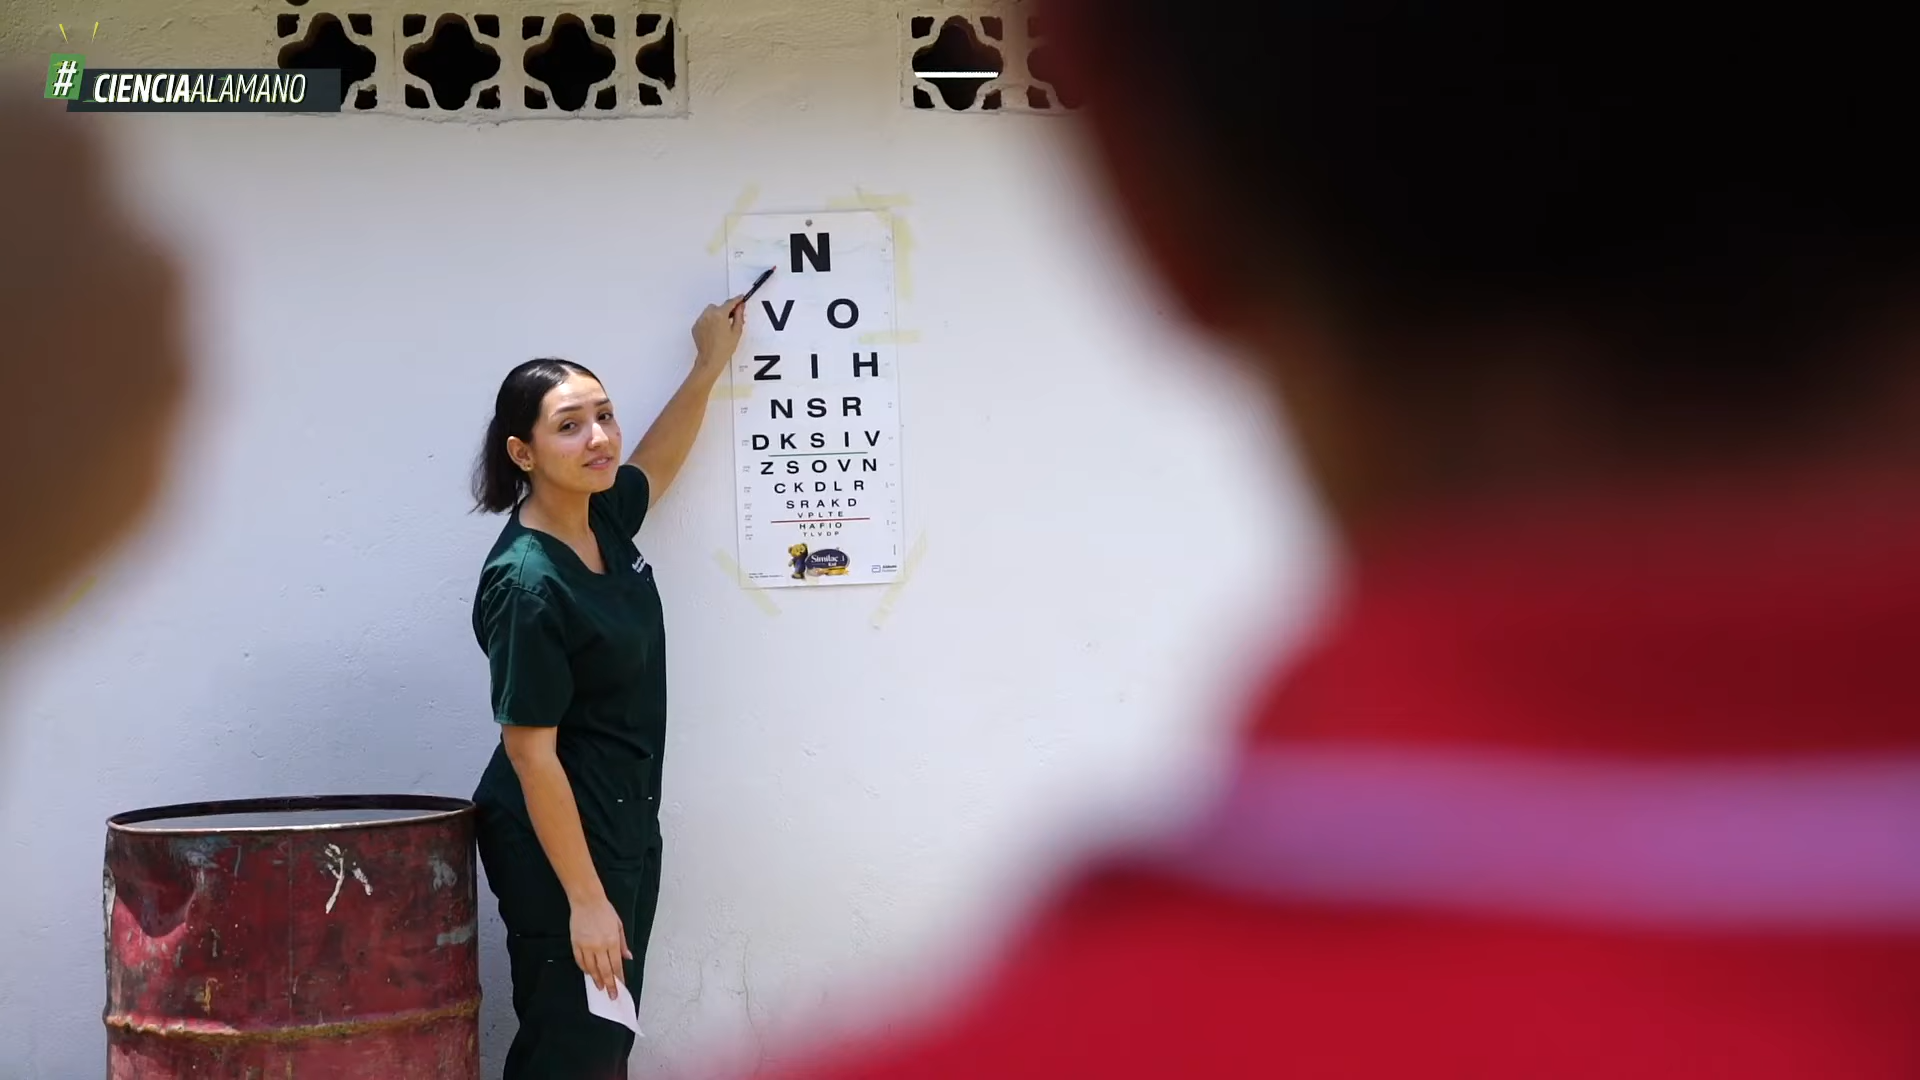 # CIENCIAALAMANO
N
V O
Z I H
N S R
D K S I V
Z S O V N
C K D L R
S R A K D
V P L T E
H A F I O
T L V D P
Similac